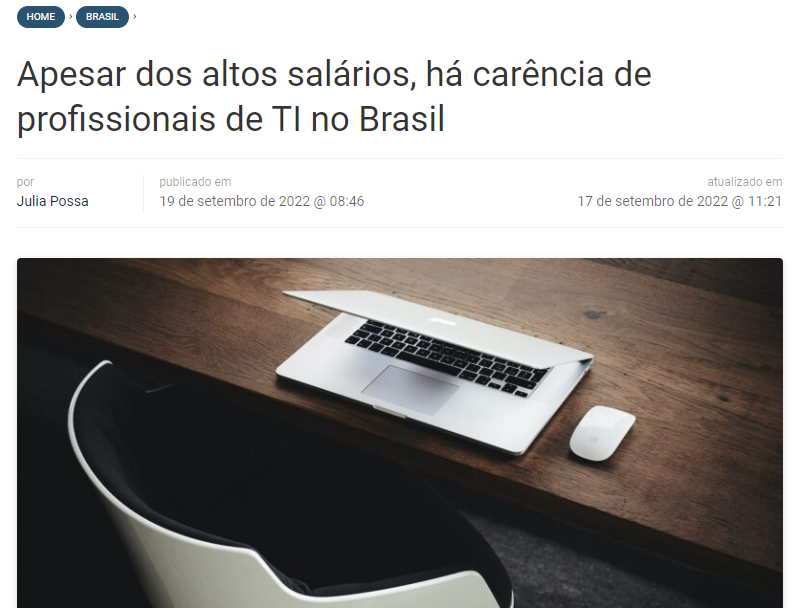 HOME › BRASIL ›
Apesar dos altos salários, há carência de
profissionais de TI no Brasil
por
Julia Possa
publicado em
19 de setembro de 2022 @ 08:46
atualizado em
17 de setembro de 2022 @ 11:21